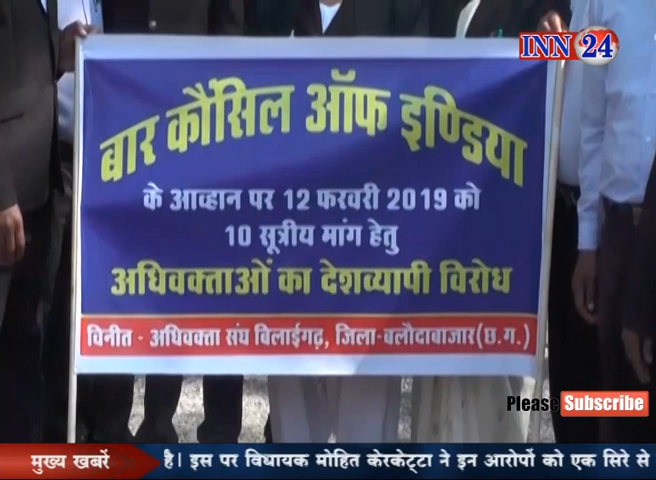 INN 24
बार कौंसिल ऑफ इण्डिया
के आव्हान पर 12 फरवरी 2019 को
10 सूत्रीय मांग हेतु
अधिवक्ताओं का देशव्यापी विरोध
विनीत - अधिवक्ता संघ बिलाईगढ़, जिला-बलौदाबाजार(छ.ग.)
Please Subscribe
मुख्य खबरें है। इस पर विधायक मोहित केरकेट्टा ने इन आरोपों को एक सिरे से